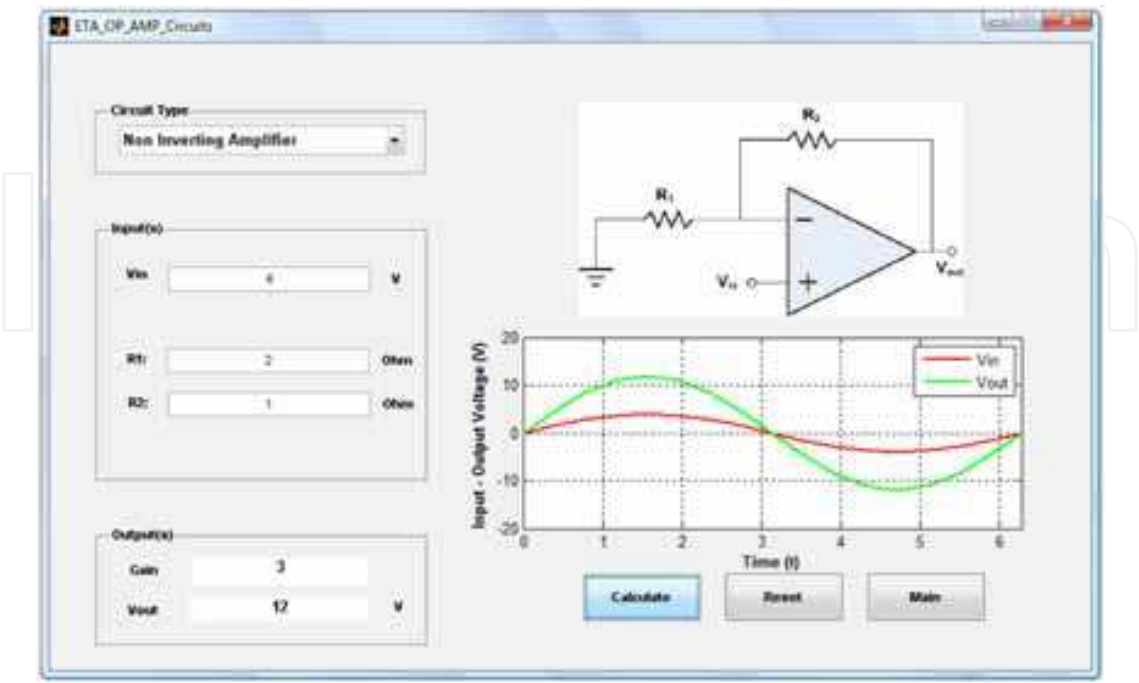 ETA_OP_AMP_Circuits
Circuit Type
Non Inverting Amplifier
Input(s)
Vin 4 V
R1: 2 Ohm
R2: 1 Ohm
Output(s)
Gain 3
Vout 12 V
R₂
R₁
−
+
Vin
Vout
Input - Output Voltage (V)
20
10
0
-10
-20
0 1 2 3 4 5 6
Time (t)
Vin
Vout
Calculate Reset Main